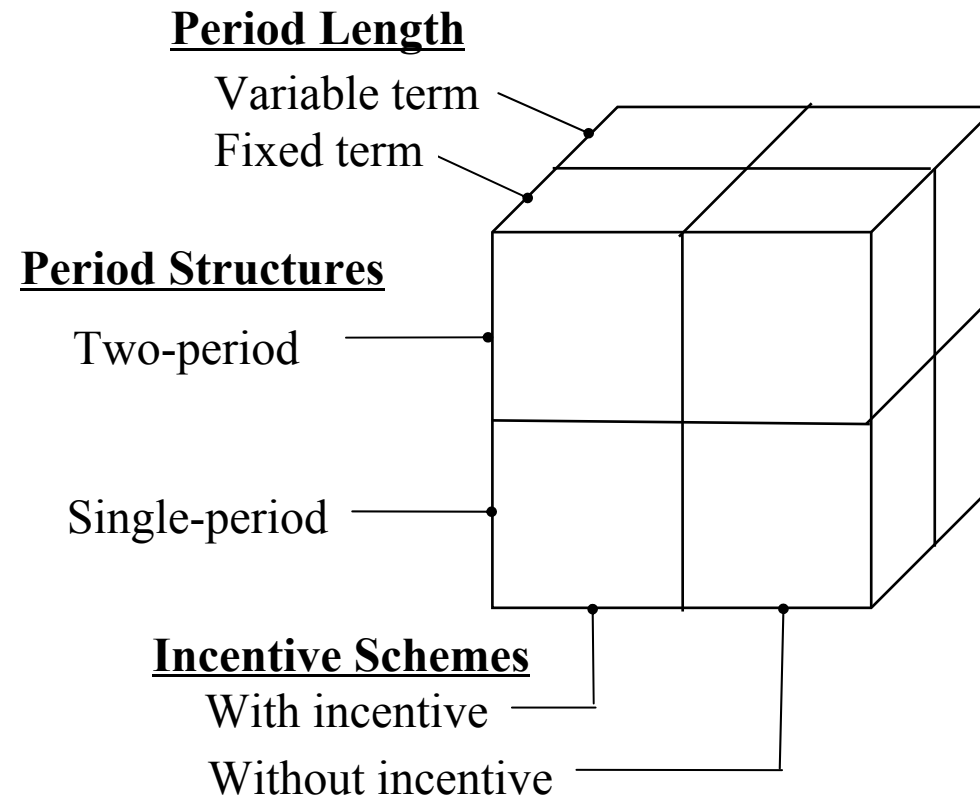 Period Length
Variable term
Fixed term
Period Structures
Two-period
Single-period
Incentive Schemes
With incentive
Without incentive